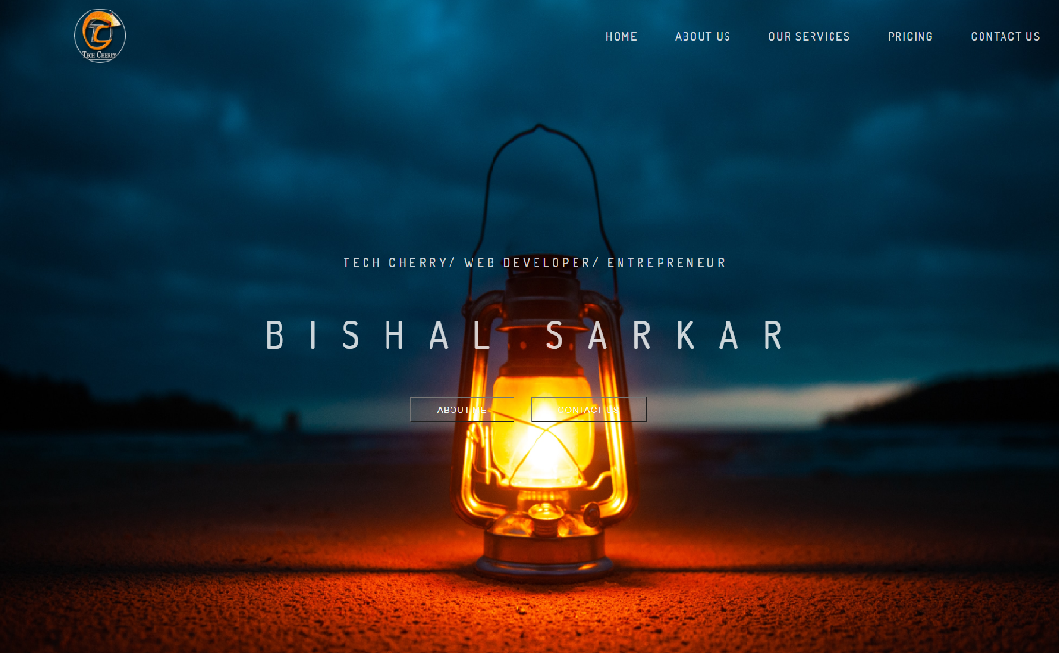 TECH CHERRY
HOME ABOUT US OUR SERVICES PRICING CONTACT US
TECH CHERRY/ WEB DEVELOPER/ ENTREPRENEUR
BISHAL SARKAR
ABOUT ME CONTACT US